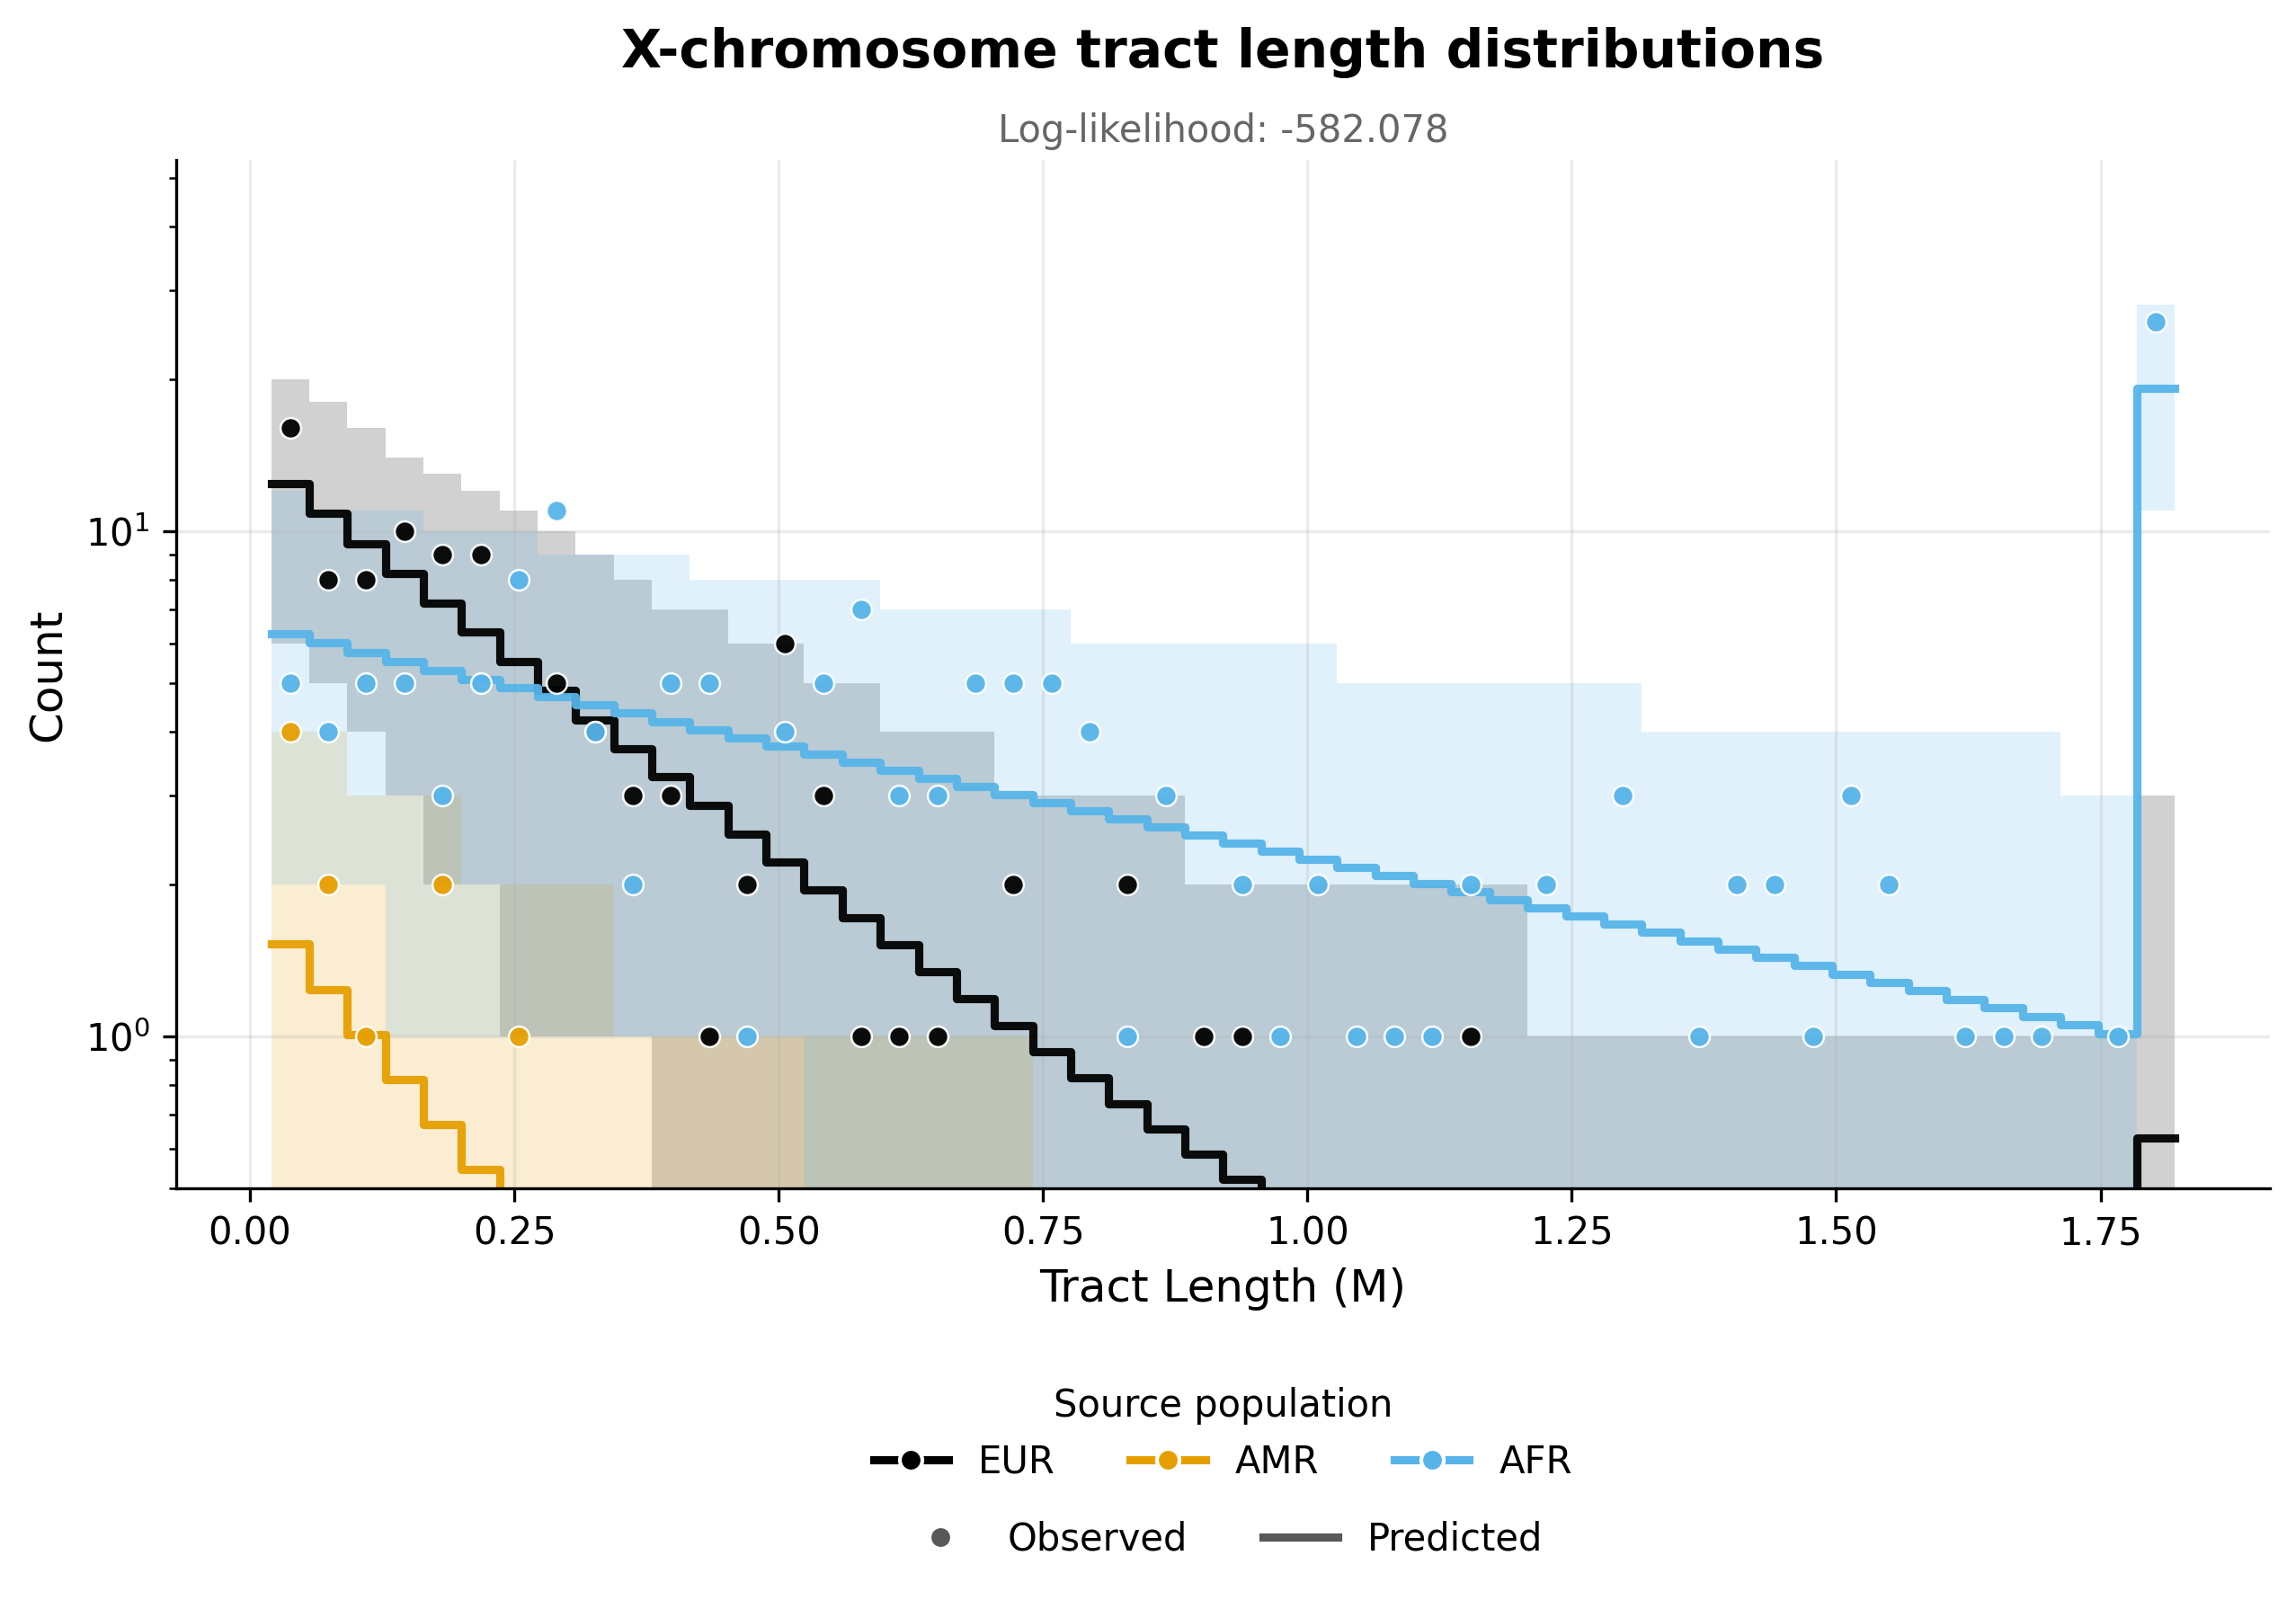 X-chromosome tract length distributions
Log-likelihood: -582.078
Count
10¹
10⁰
0.00 0.25 0.50 0.75 1.00 1.25 1.50 1.75
Tract Length (M)
Source population
EUR AMR AFR
Observed Predicted